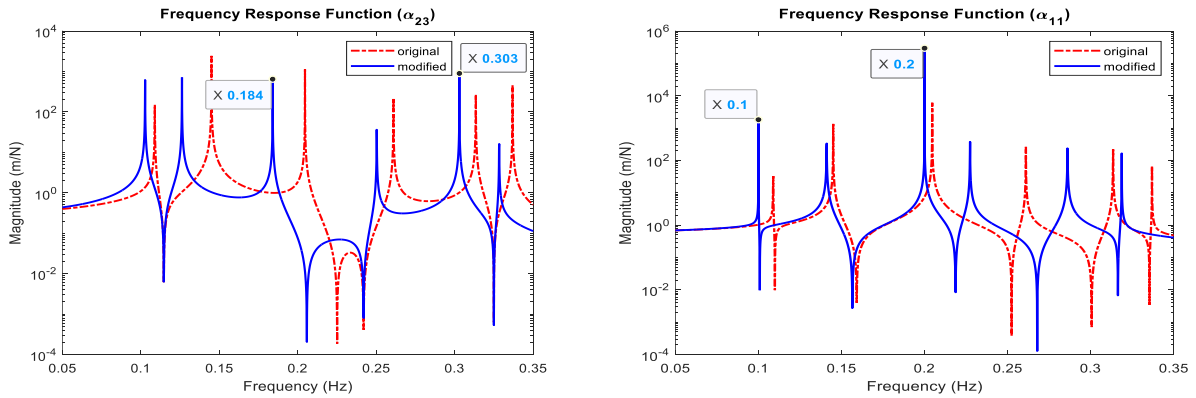 Frequency Response Function (α23)
10^4
10^2
10^0
10^-2
10^-4
Magnitude (m/N)
original
modified
X 0.184
X 0.303
0.05 0.1 0.15 0.2 0.25 0.3 0.35
Frequency (Hz)
Frequency Response Function (α11)
10^6
10^4
10^2
10^0
10^-2
10^-4
Magnitude (m/N)
original
modified
X 0.1
X 0.2
0.05 0.1 0.15 0.2 0.25 0.3 0.35
Frequency (Hz)